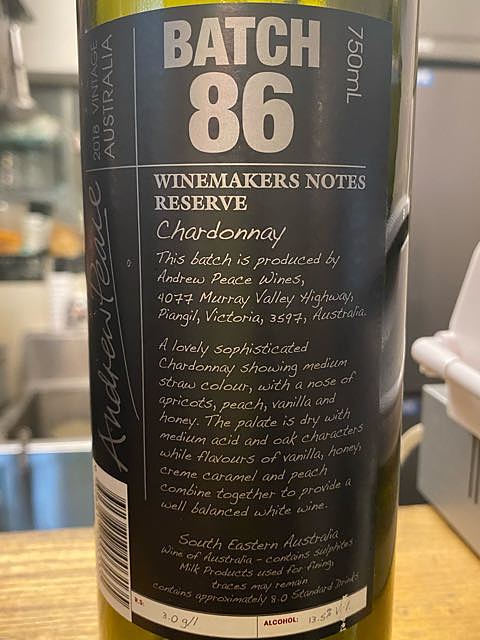 BATCH
86
750mL
2018 VINTAGE
AUSTRALIA
Andrew Peace
WINEMAKERS NOTES
RESERVE
Chardonnay
This batch is produced by
Andrew Peace Wines,
4077 Murray Valley Highway,
Piangil, Victoria, 3597, Australia.
A lovely sophisticated
Chardonnay showing medium
straw colour, with a nose of
apricots, peach, vanilla and
honey. The palate is dry with
medium acid and oak characters
while flavours of vanilla, honey,
creme caramel and peach
combine together to provide a
well balanced white wine.
South Eastern Australia
Wine of Australia - contains sulphites
Milk Products used for fining,
traces may remain
contains approximately 8.0 Standard Drinks
R.S: 3.0 g/l
ALCOHOL: 13.5% V/.